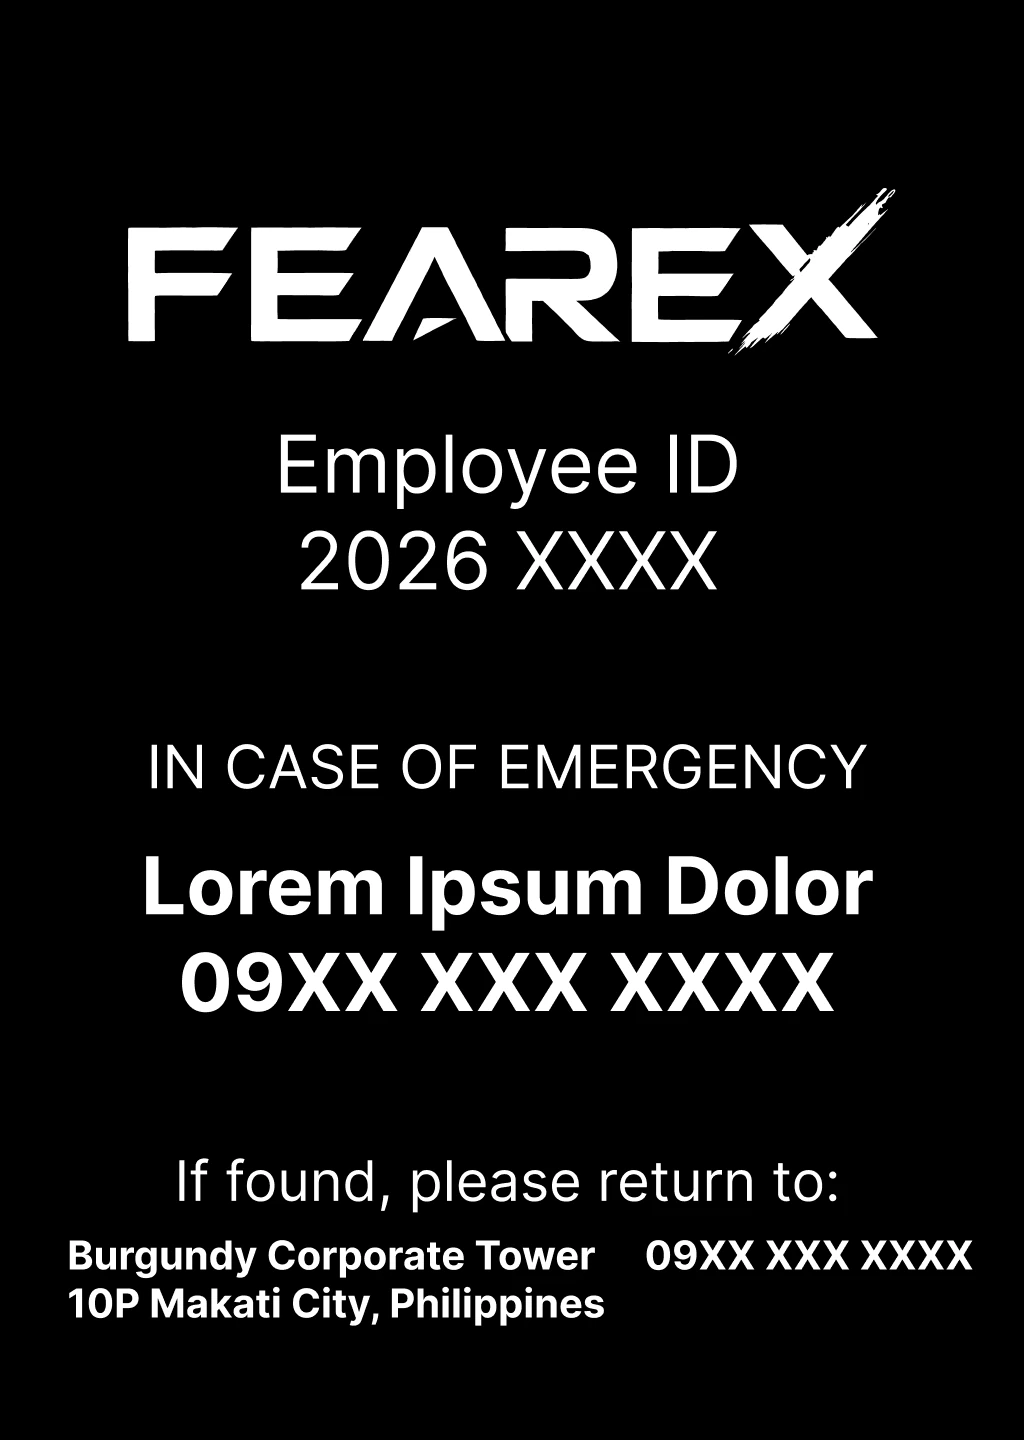 FEAREX
Employee ID
2026 XXXX
IN CASE OF EMERGENCY
Lorem Ipsum Dolor
09XX XXX XXXX
If found, please return to:
Burgundy Corporate Tower 09XX XXX XXXX
10P Makati City, Philippines